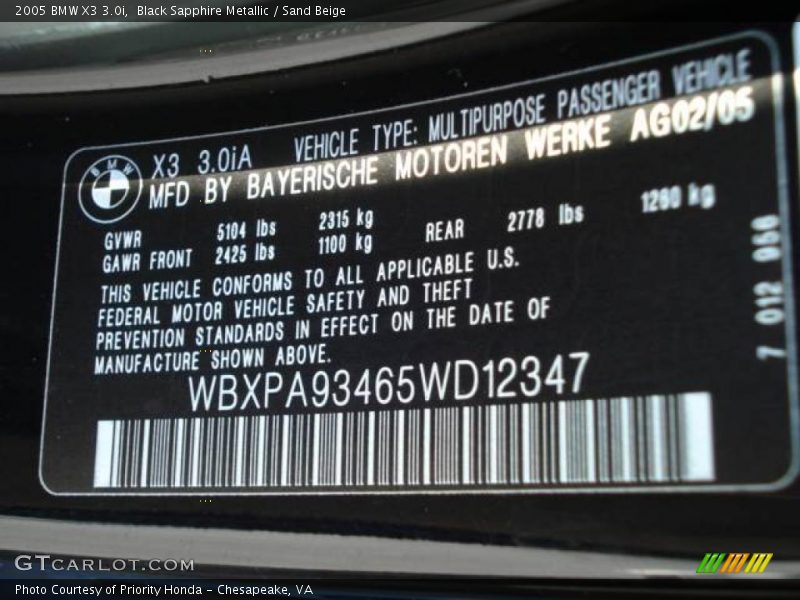 2005 BMW X3 3.0i, Black Sapphire Metallic / Sand Beige
BMW
X3 3.0iA VEHICLE TYPE: MULTIPURPOSE PASSENGER VEHICLE
MFD BY BAYERISCHE MOTOREN WERKE AG02/05
GVWR 5104 lbs 2315 kg
GAWR FRONT 2425 lbs 1100 kg REAR 2778 lbs 1260 kg
THIS VEHICLE CONFORMS TO ALL APPLICABLE U.S.
FEDERAL MOTOR VEHICLE SAFETY AND THEFT
PREVENTION STANDARDS IN EFFECT ON THE DATE OF
MANUFACTURE SHOWN ABOVE.
WBXPA93465WD12347
7 012 950
GTCARLOT.COM
Photo Courtesy of Priority Honda - Chesapeake, VA